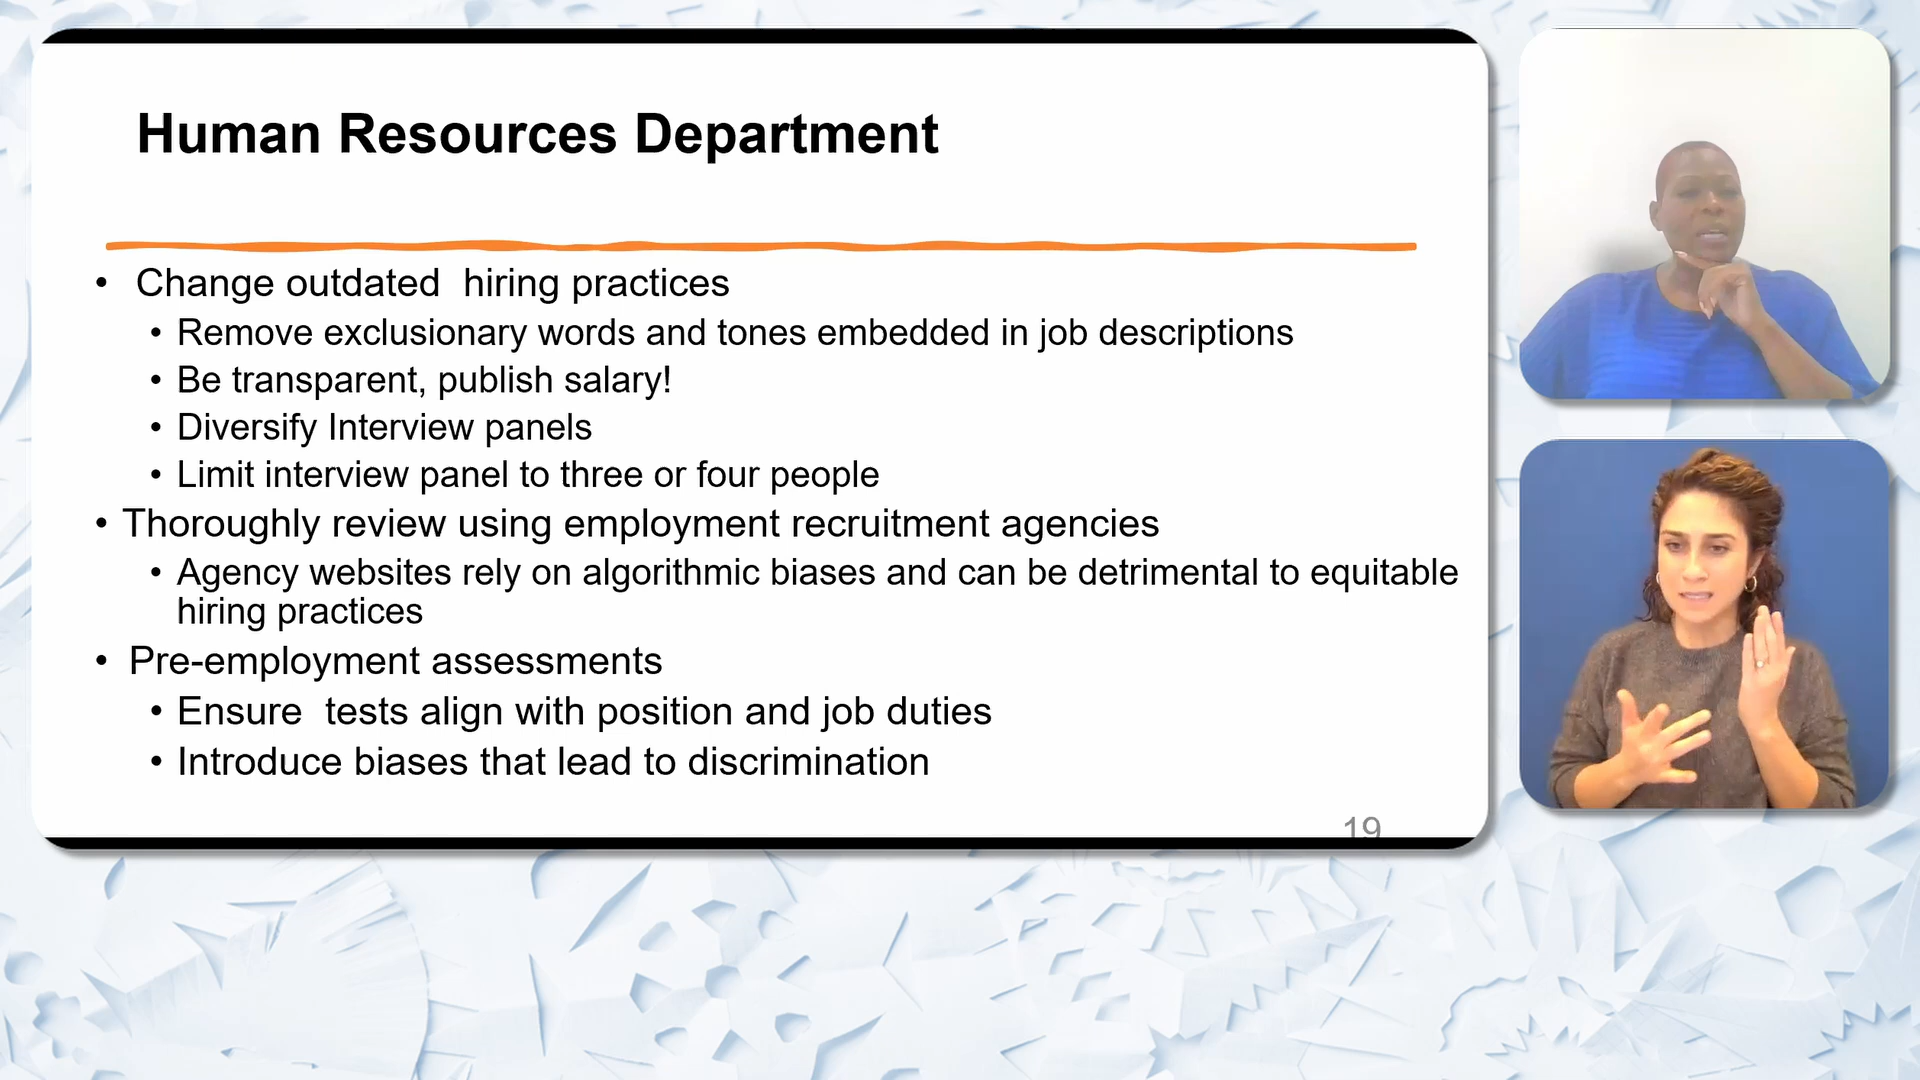 Human Resources Department
• Change outdated  hiring practices
• Remove exclusionary words and tones embedded in job descriptions
• Be transparent, publish salary!
• Diversify Interview panels
• Limit interview panel to three or four people
• Thoroughly review using employment recruitment agencies
• Agency websites rely on algorithmic biases and can be detrimental to equitable
hiring practices
• Pre-employment assessments
• Ensure  tests align with position and job duties
• Introduce biases that lead to discrimination
19